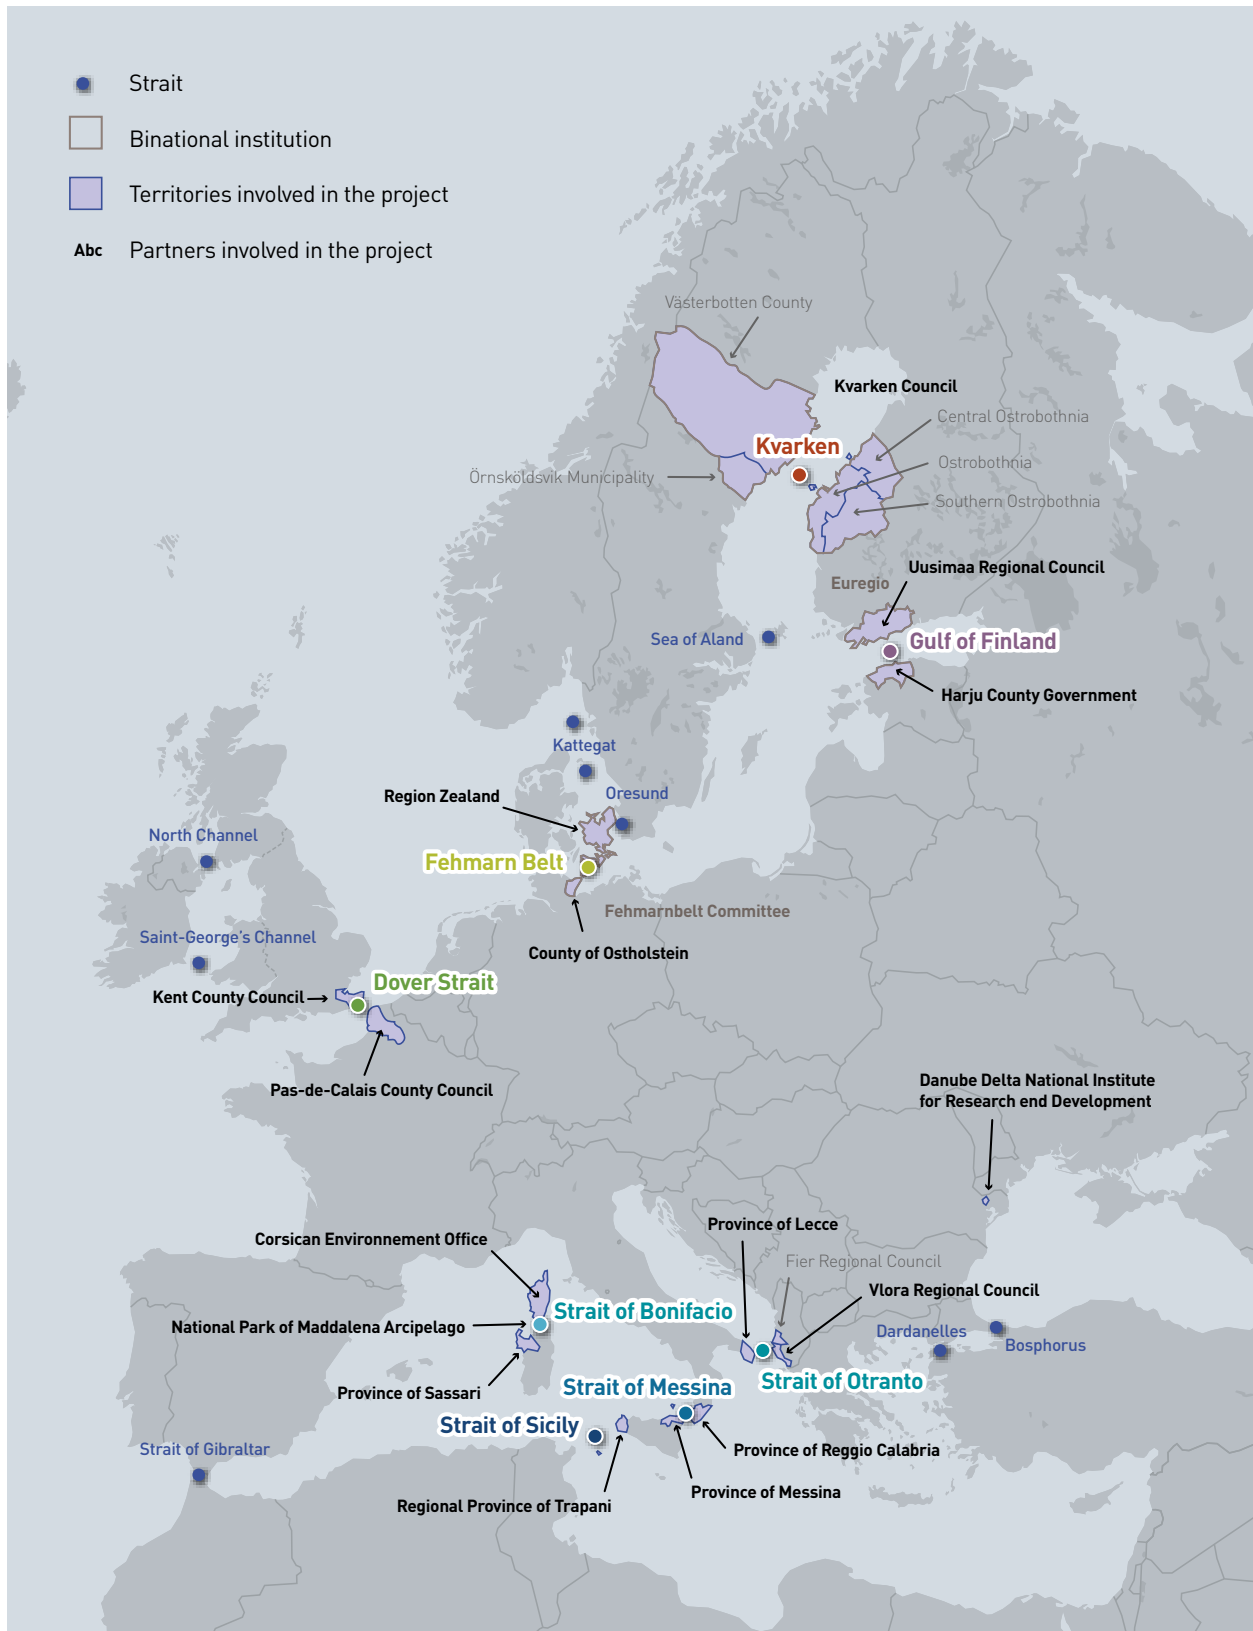 Strait
Binational institution
Territories involved in the project
Abc Partners involved in the project
Västerbotten County
Kvarken Council
Central Ostrobothnia
Kvarken
Ostrobothnia
Örnsköldsvik Municipality
Southern Ostrobothnia
Uusimaa Regional Council
Euregio
Sea of Aland
Gulf of Finland
Harju County Government
Kattegat
Region Zealand
Oresund
North Channel
Fehmarn Belt
Fehmarnbelt Committee
Saint-George's Channel
County of Ostholstein
Dover Strait
Kent County Council
Pas-de-Calais County Council
Danube Delta National Institute
for Research end Development
Province of Lecce
Corsican Environnement Office
Fier Regional Council
Vlora Regional Council
Strait of Bonifacio
National Park of Maddalena Arcipelago
Dardanelles
Bosphorus
Strait of Otranto
Strait of Messina
Province of Sassari
Strait of Sicily
Strait of Gibraltar
Province of Reggio Calabria
Province of Messina
Regional Province of Trapani